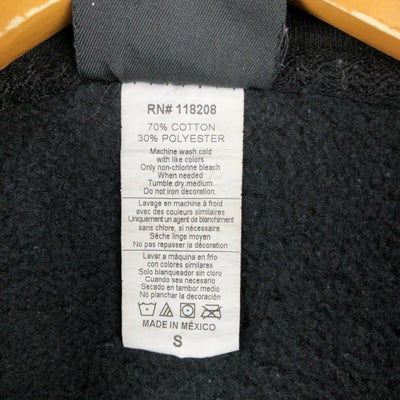 RN# 118208
70% COTTON
30% POLYESTER
Machine wash cold
with like colors
Only non-chlorine bleach
When needed
Tumble dry medium
Do not iron decoration.
Lavage en machine à froid
avec des couleurs similaires
Uniquement un agent de blanchiment
sans chlore, si nécessaire.
Sèche linge moyen
No pas repasser la décoration
Lavar a máquina en frio
con colores similares
Solo blanqueador sin cloro
Cuando sea necesario
Secado en tambor medio
No planchar la decoración
MADE IN MÉXICO
S